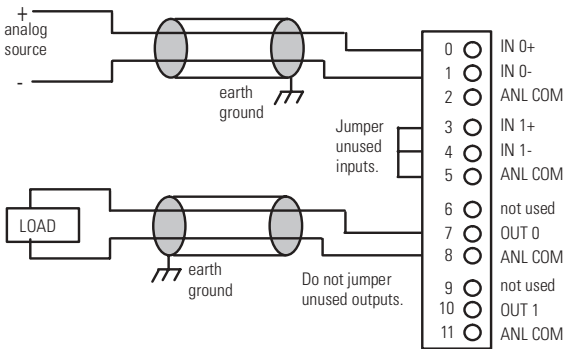 +
analog
source
-
earth
ground
Jumper
unused
inputs.
LOAD
earth
ground
Do not jumper
unused outputs.
0 IN 0+
1 IN 0-
2 ANL COM
3 IN 1+
4 IN 1-
5 ANL COM
6 not used
7 OUT 0
8 ANL COM
9 not used
10 OUT 1
11 ANL COM